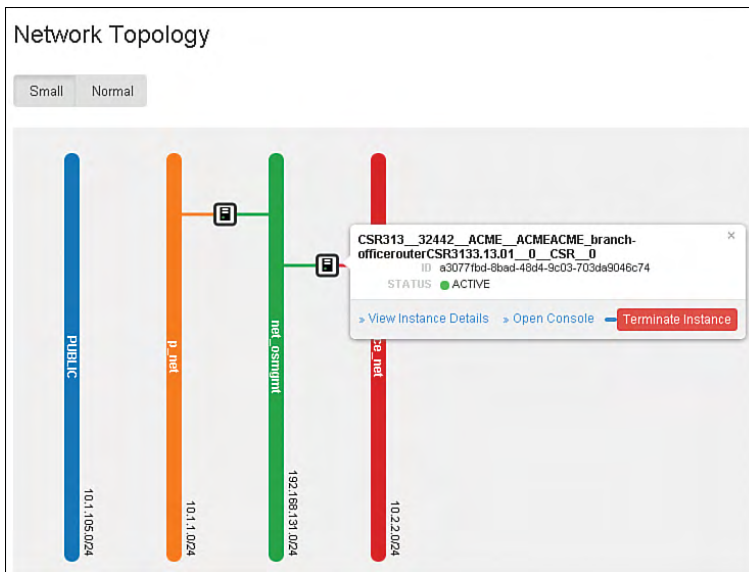 Network Topology
Small
Normal
CSR313__32442__ACME__ACMEACME_branch-
officerouterCSR3133.13.01__0__CSR__0
×
ID a3077fbd-8bad-48d4-9c03-703da9046c74
STATUS ACTIVE
» View Instance Details » Open Console Terminate Instance
PUBLIC
p_net
net_osmgmt
ce_net
10.1.105.0/24
10.1.1.0/24
192.168.131.0/24
10.2.2.0/24